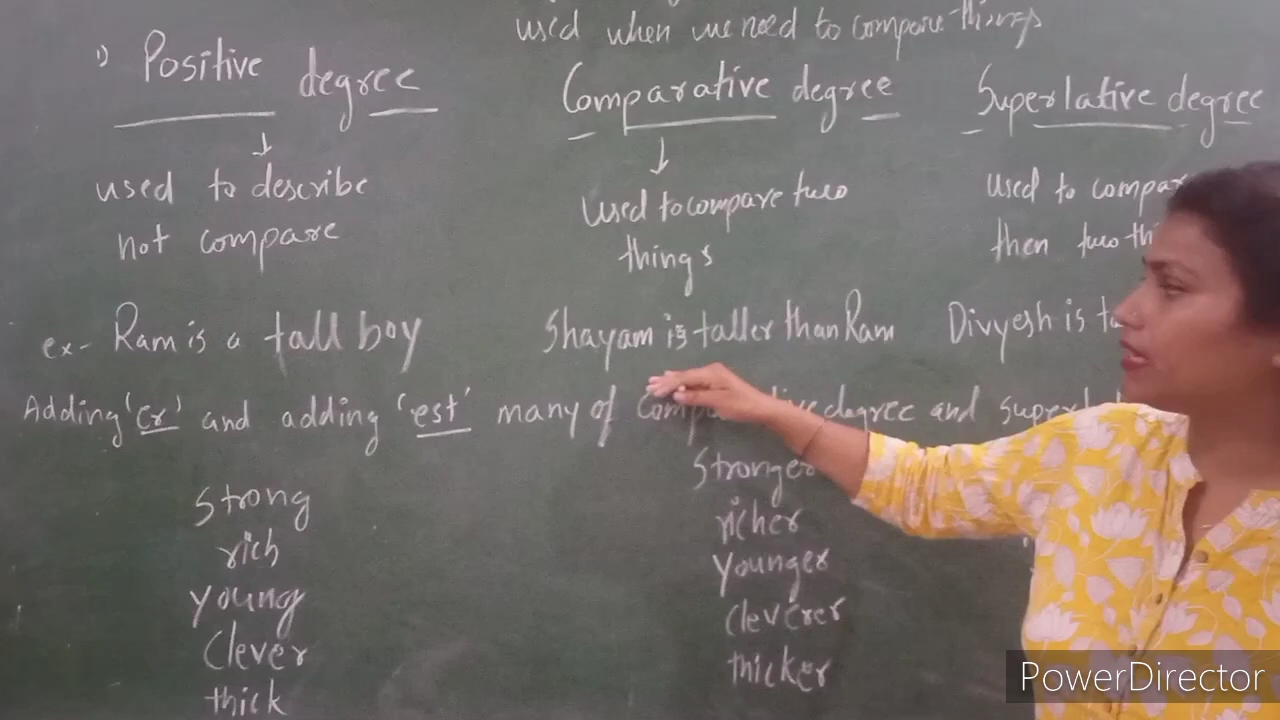 used when we need to compare things
1) Positive degree
used to describe
not compare
ex- Ram is a tall boy
Comparative degree
Used to compare two
things
Shayam is taller than Ram
Superlative degree
used to
then two
Divyesh is
Adding 'er' and adding 'est' many of degree and
strong
rich
young
Clever
thick
Stronger
richer
younger
cleverer
thicker
PowerDirector